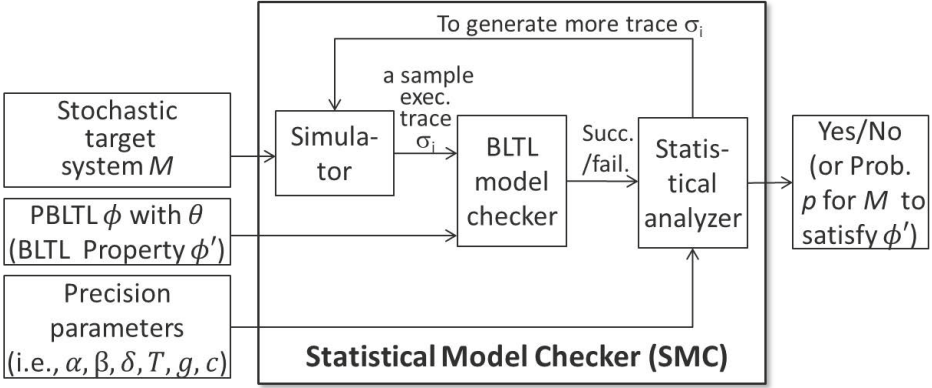 To generate more trace σi
a sample
exec.
trace
σi
Stochastic
target
system M
Simula-
tor
BLTL
model
checker
Succ.
/fail.
Statis-
tical
analyzer
Yes/No
(or Prob.
p for M to
satisfy ϕ′)
PBLTL ϕ with θ
(BLTL Property ϕ′)
Precision
parameters
(i.e., α, β, δ, T, g, c)
Statistical Model Checker (SMC)